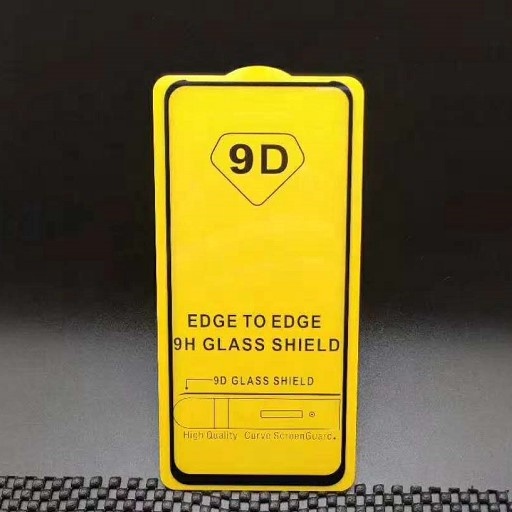 9D
EDGE TO EDGE
9H GLASS SHIELD
9D GLASS SHIELD
High Quality Curve ScreenGuard.